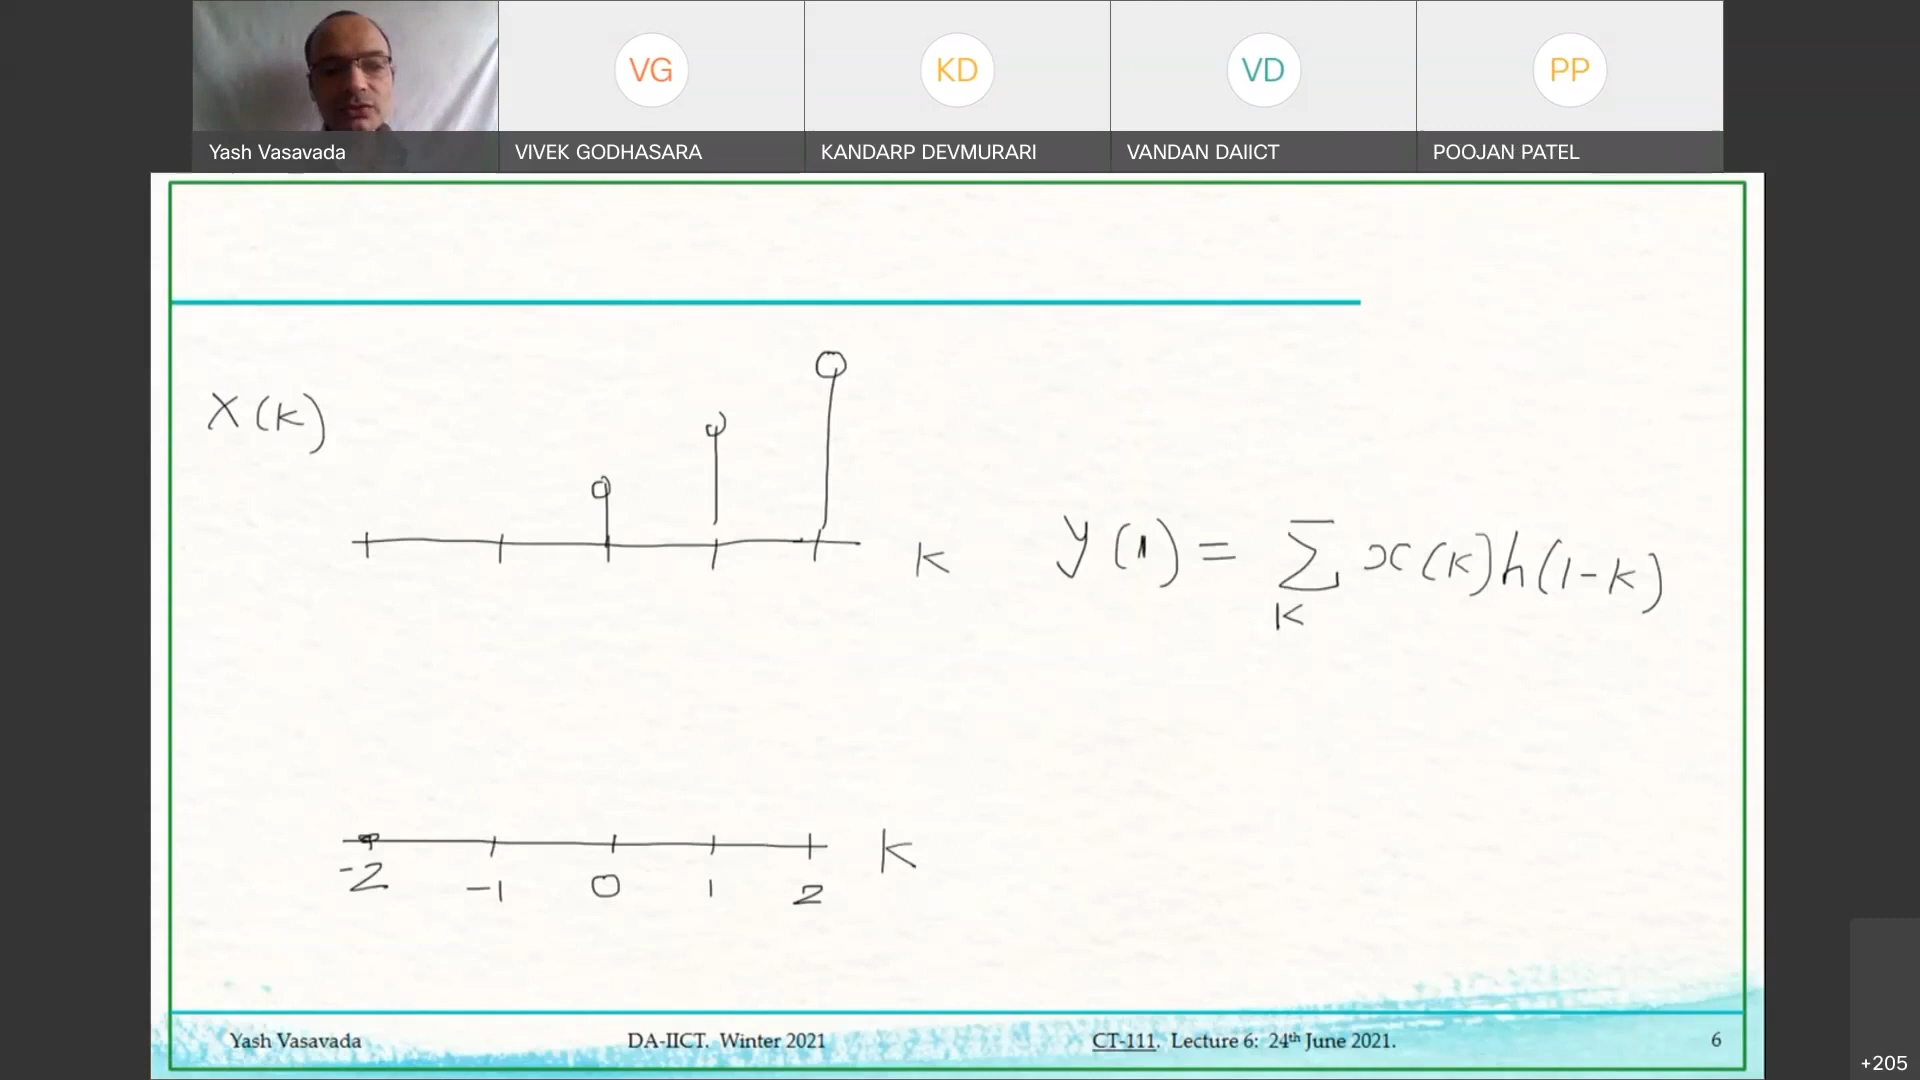 VG
KD
VD
PP
Yash Vasavada
VIVEK GODHASARA
KANDARP DEVMURARI
VANDAN DAIICT
POOJAN PATEL
X(K)
K
y(1) = Σ x(k)h(1-k)
K
K
-2 -1 0 1 2
Yash Vasavada
DA-IICT. Winter 2021
CT-111. Lecture 6: 24th June 2021.
6
+205